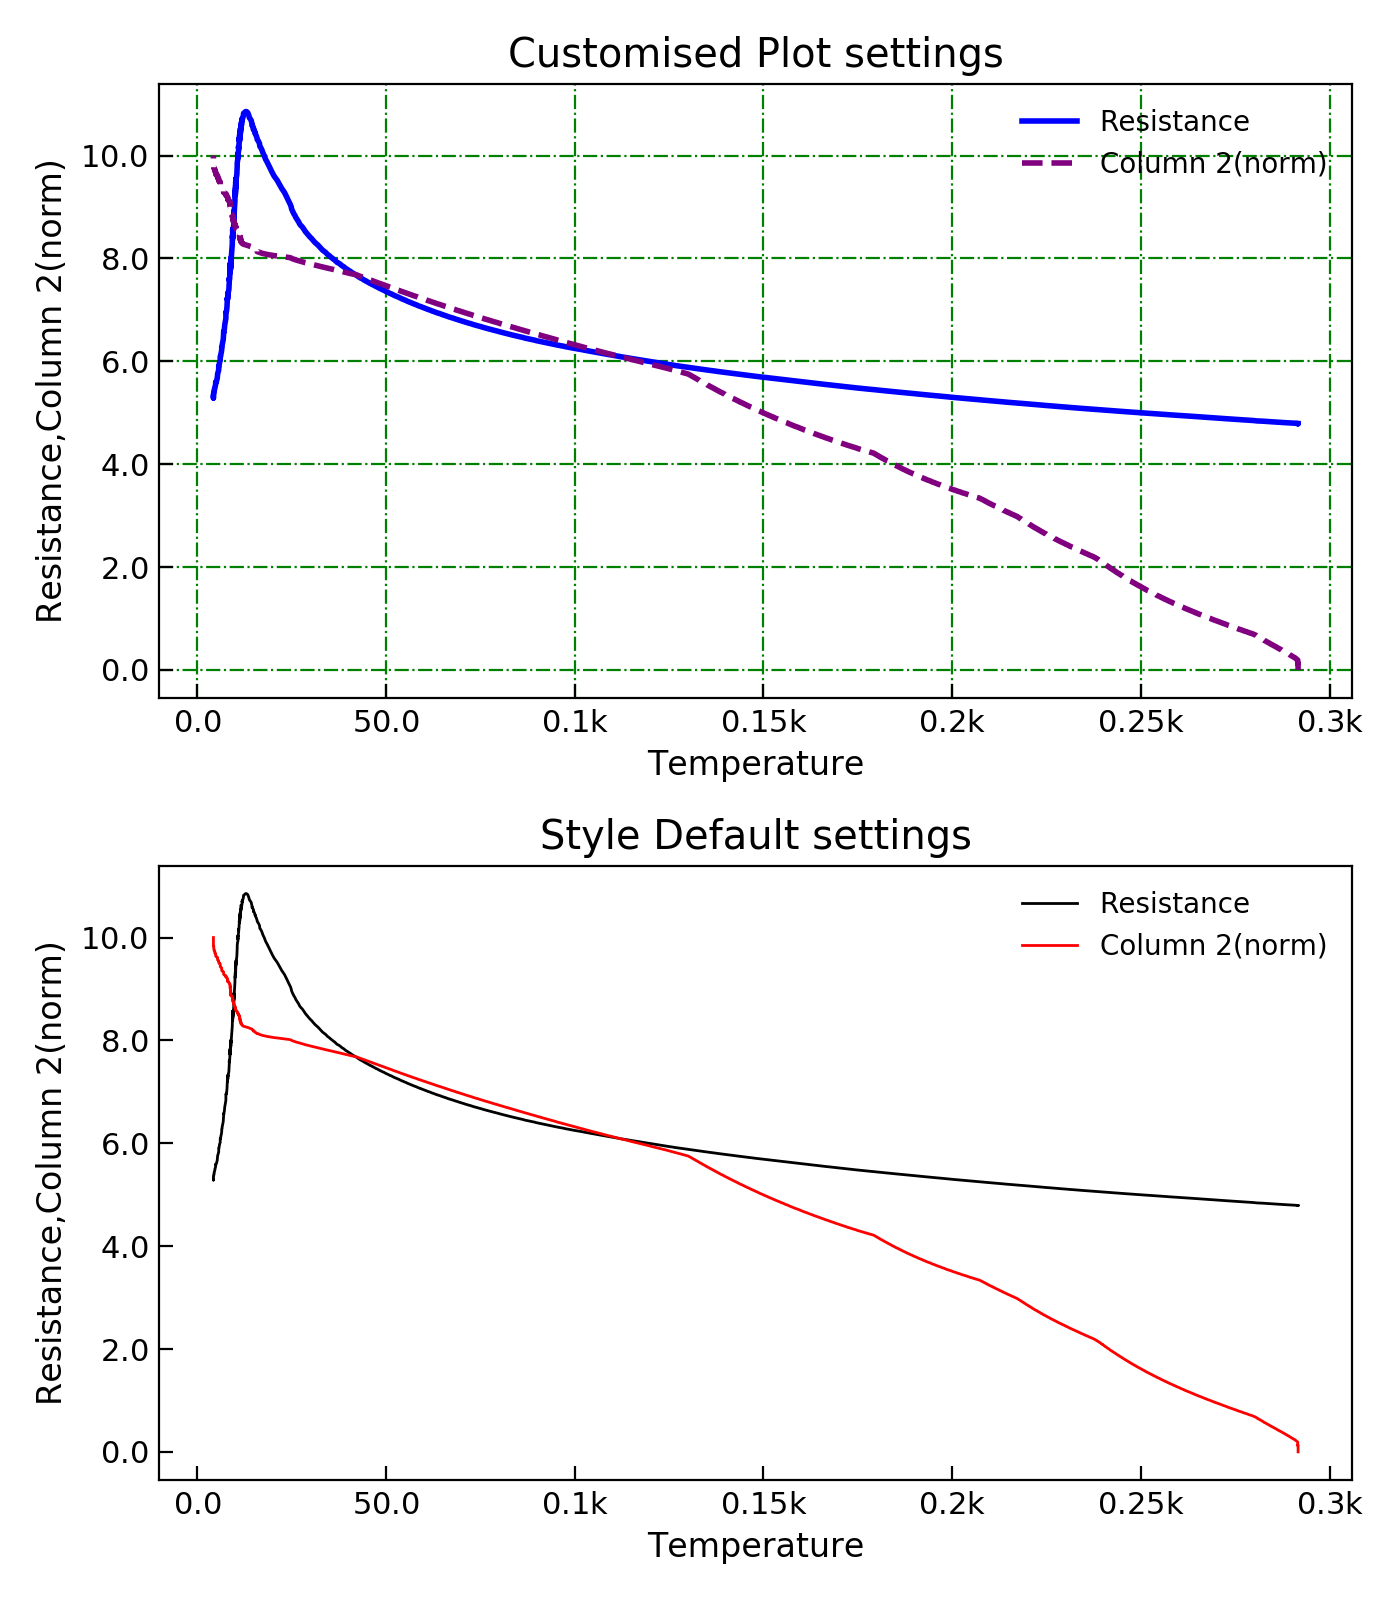 Customised Plot settings
Resistance
Column 2(norm)
Resistance,Column 2(norm)
10.0
8.0
6.0
4.0
2.0
0.0
0.0 50.0 0.1k 0.15k 0.2k 0.25k 0.3k
Temperature
Style Default settings
Resistance
Column 2(norm)
Resistance,Column 2(norm)
10.0
8.0
6.0
4.0
2.0
0.0
0.0 50.0 0.1k 0.15k 0.2k 0.25k 0.3k
Temperature